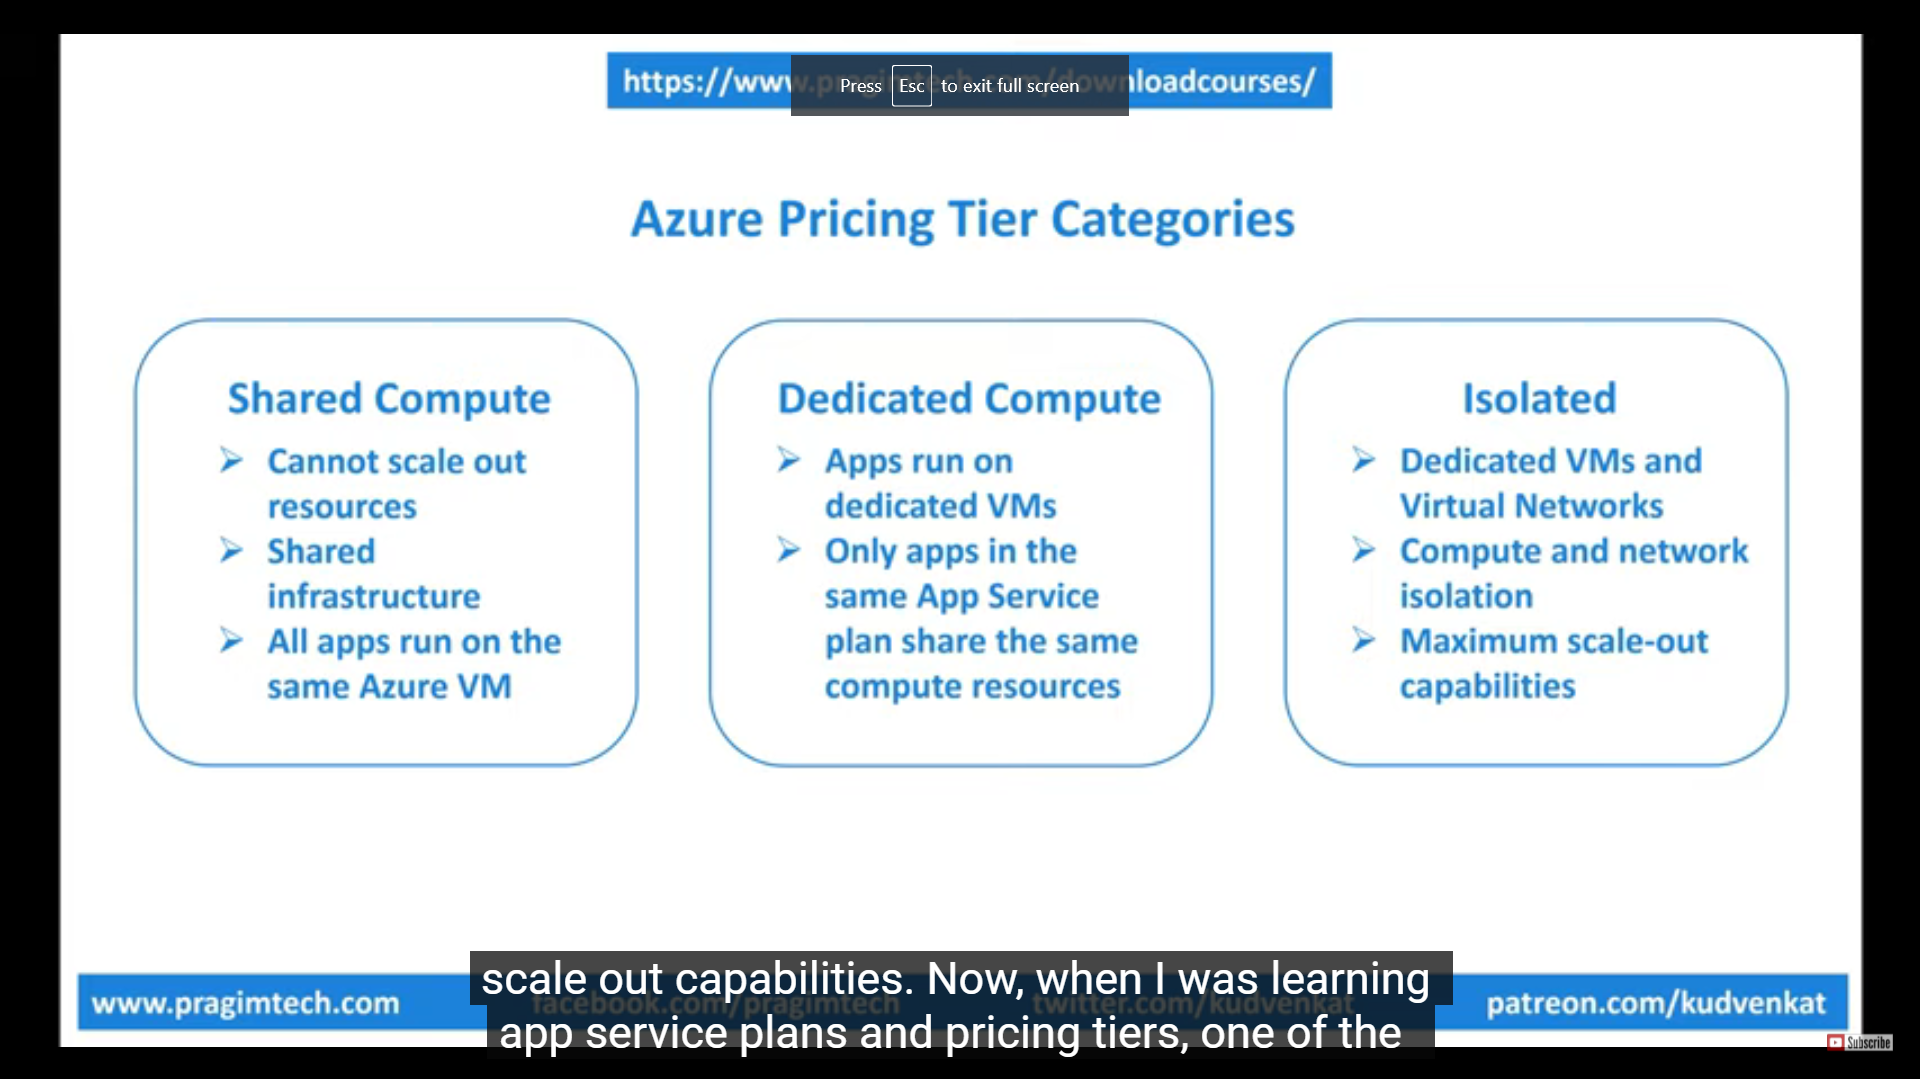 https://www.pragimtech.com/downloadcourses/
Press Esc to exit full screen
Azure Pricing Tier Categories
Shared Compute
Cannot scale out
resources
Shared
infrastructure
All apps run on the
same Azure VM
Dedicated Compute
Apps run on
dedicated VMs
Only apps in the
same App Service
plan share the same
compute resources
Isolated
Dedicated VMs and
Virtual Networks
Compute and network
isolation
Maximum scale-out
capabilities
scale out capabilities. Now, when I was learning
app service plans and pricing tiers, one of the
www.pragimtech.com
facebook.com/pragimtech
twitter.com/kudvenkat
patreon.com/kudvenkat
Subscribe